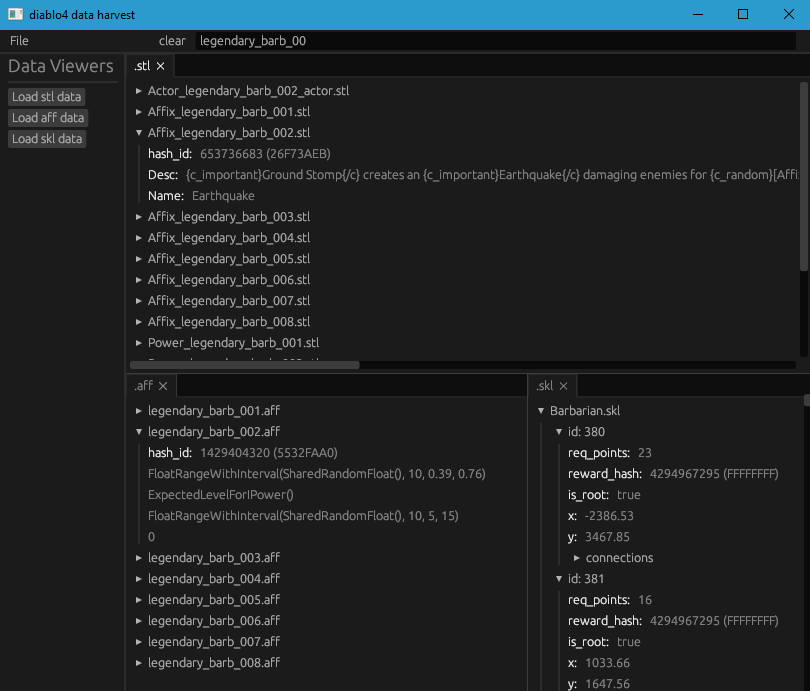 diablo4 data harvest
File clear legendary_barb_00
Data Viewers
Load stl data
Load aff data
Load skl data
.stl
Actor_legendary_barb_002_actor.stl
Affix_legendary_barb_001.stl
Affix_legendary_barb_002.stl
hash_id: 653736683 (26F73AEB)
Desc: {c_important}Ground Stomp{/c} creates an {c_important}Earthquake{/c} damaging enemies for {c_random}[Affi
Name: Earthquake
Affix_legendary_barb_003.stl
Affix_legendary_barb_004.stl
Affix_legendary_barb_005.stl
Affix_legendary_barb_006.stl
Affix_legendary_barb_007.stl
Affix_legendary_barb_008.stl
Power_legendary_barb_001.stl
.aff
legendary_barb_001.aff
legendary_barb_002.aff
hash_id: 1429404320 (5532FAA0)
FloatRangeWithInterval(SharedRandomFloat(), 10, 0.39, 0.76)
ExpectedLevelForIPower()
FloatRangeWithInterval(SharedRandomFloat(), 10, 5, 15)
0
legendary_barb_003.aff
legendary_barb_004.aff
legendary_barb_005.aff
legendary_barb_006.aff
legendary_barb_007.aff
legendary_barb_008.aff
.skl
Barbarian.skl
id: 380
req_points: 23
reward_hash: 4294967295 (FFFFFFFF)
is_root: true
x: -2386.53
y: 3467.85
connections
id: 381
req_points: 16
reward_hash: 4294967295 (FFFFFFFF)
is_root: true
x: 1033.66
y: 1647.56